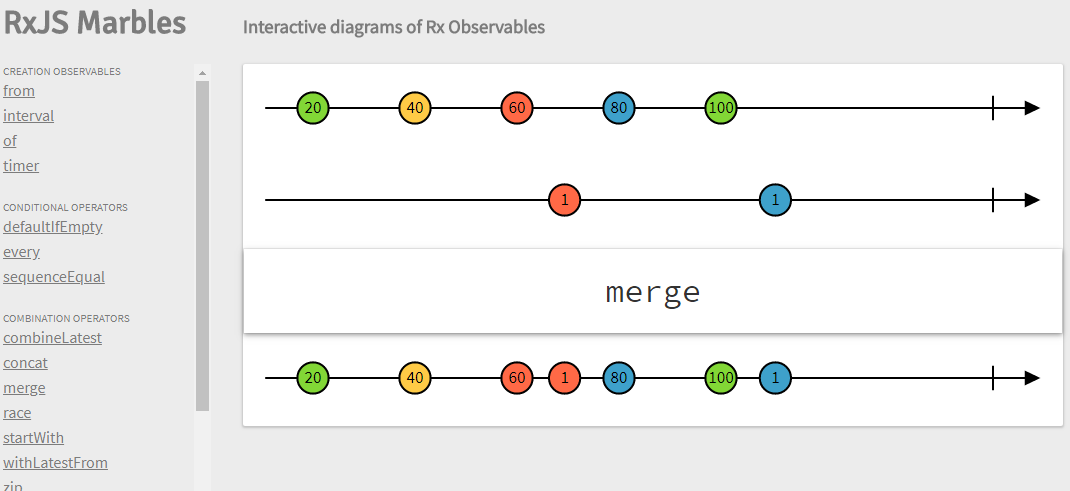 RxJS Marbles
Interactive diagrams of Rx Observables
CREATION OBSERVABLES
from
interval
of
timer
CONDITIONAL OPERATORS
defaultIfEmpty
every
sequenceEqual
COMBINATION OPERATORS
combineLatest
concat
merge
race
startWith
withLatestFrom
zip
20 40 60 80 100
1 1
merge
20 40 60 1 80 100 1